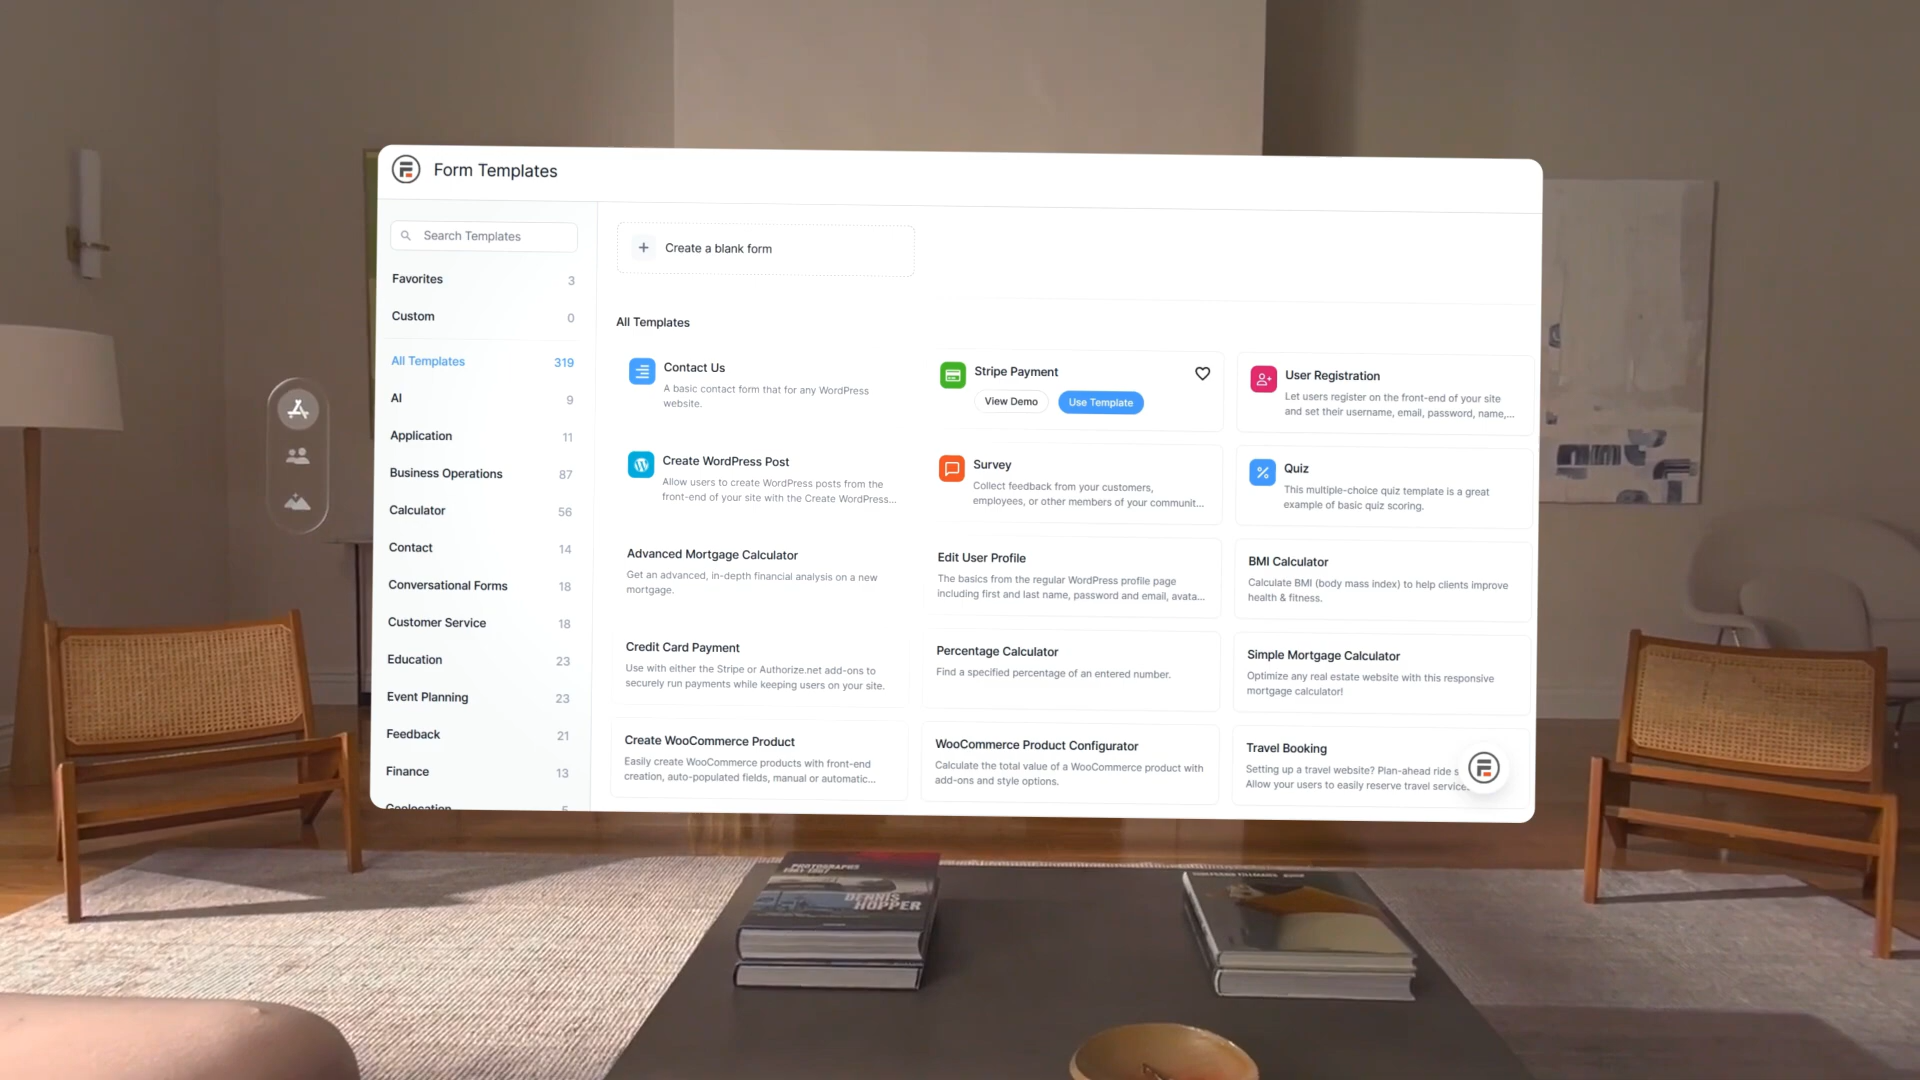 Form Templates
Search Templates
Favorites 3
Custom 0
All Templates 319
AI 9
Application 11
Business Operations 87
Calculator 56
Contact 14
Conversational Forms 18
Customer Service 18
Education 23
Event Planning 23
Feedback 21
Finance 13
Geolocation 5
+ Create a blank form
All Templates
Contact Us
A basic contact form that for any WordPress
website.
Stripe Payment
View Demo Use Template
User Registration
Let users register on the front-end of your site
and set their username, email, password, name,...
Create WordPress Post
Allow users to create WordPress posts from the
front-end of your site with the Create WordPress...
Survey
Collect feedback from your customers,
employees, or other members of your communit...
Quiz
This multiple-choice quiz template is a great
example of basic quiz scoring.
Advanced Mortgage Calculator
Get an advanced, in-depth financial analysis on a new
mortgage.
Edit User Profile
The basics from the regular WordPress profile page
including first and last name, password and email, avata...
BMI Calculator
Calculate BMI (body mass index) to help clients improve
health & fitness.
Credit Card Payment
Use with either the Stripe or Authorize.net add-ons to
securely run payments while keeping users on your site.
Percentage Calculator
Find a specified percentage of an entered number.
Simple Mortgage Calculator
Optimize any real estate website with this responsive
mortgage calculator!
Create WooCommerce Product
Easily create WooCommerce products with front-end
creation, auto-populated fields, manual or automatic...
WooCommerce Product Configurator
Calculate the total value of a WooCommerce product with
add-ons and style options.
Travel Booking
Setting up a travel website? Plan-ahead ride s
Allow your users to easily reserve travel service
PHOTOGRAPHS
DENNIS
HOPPER